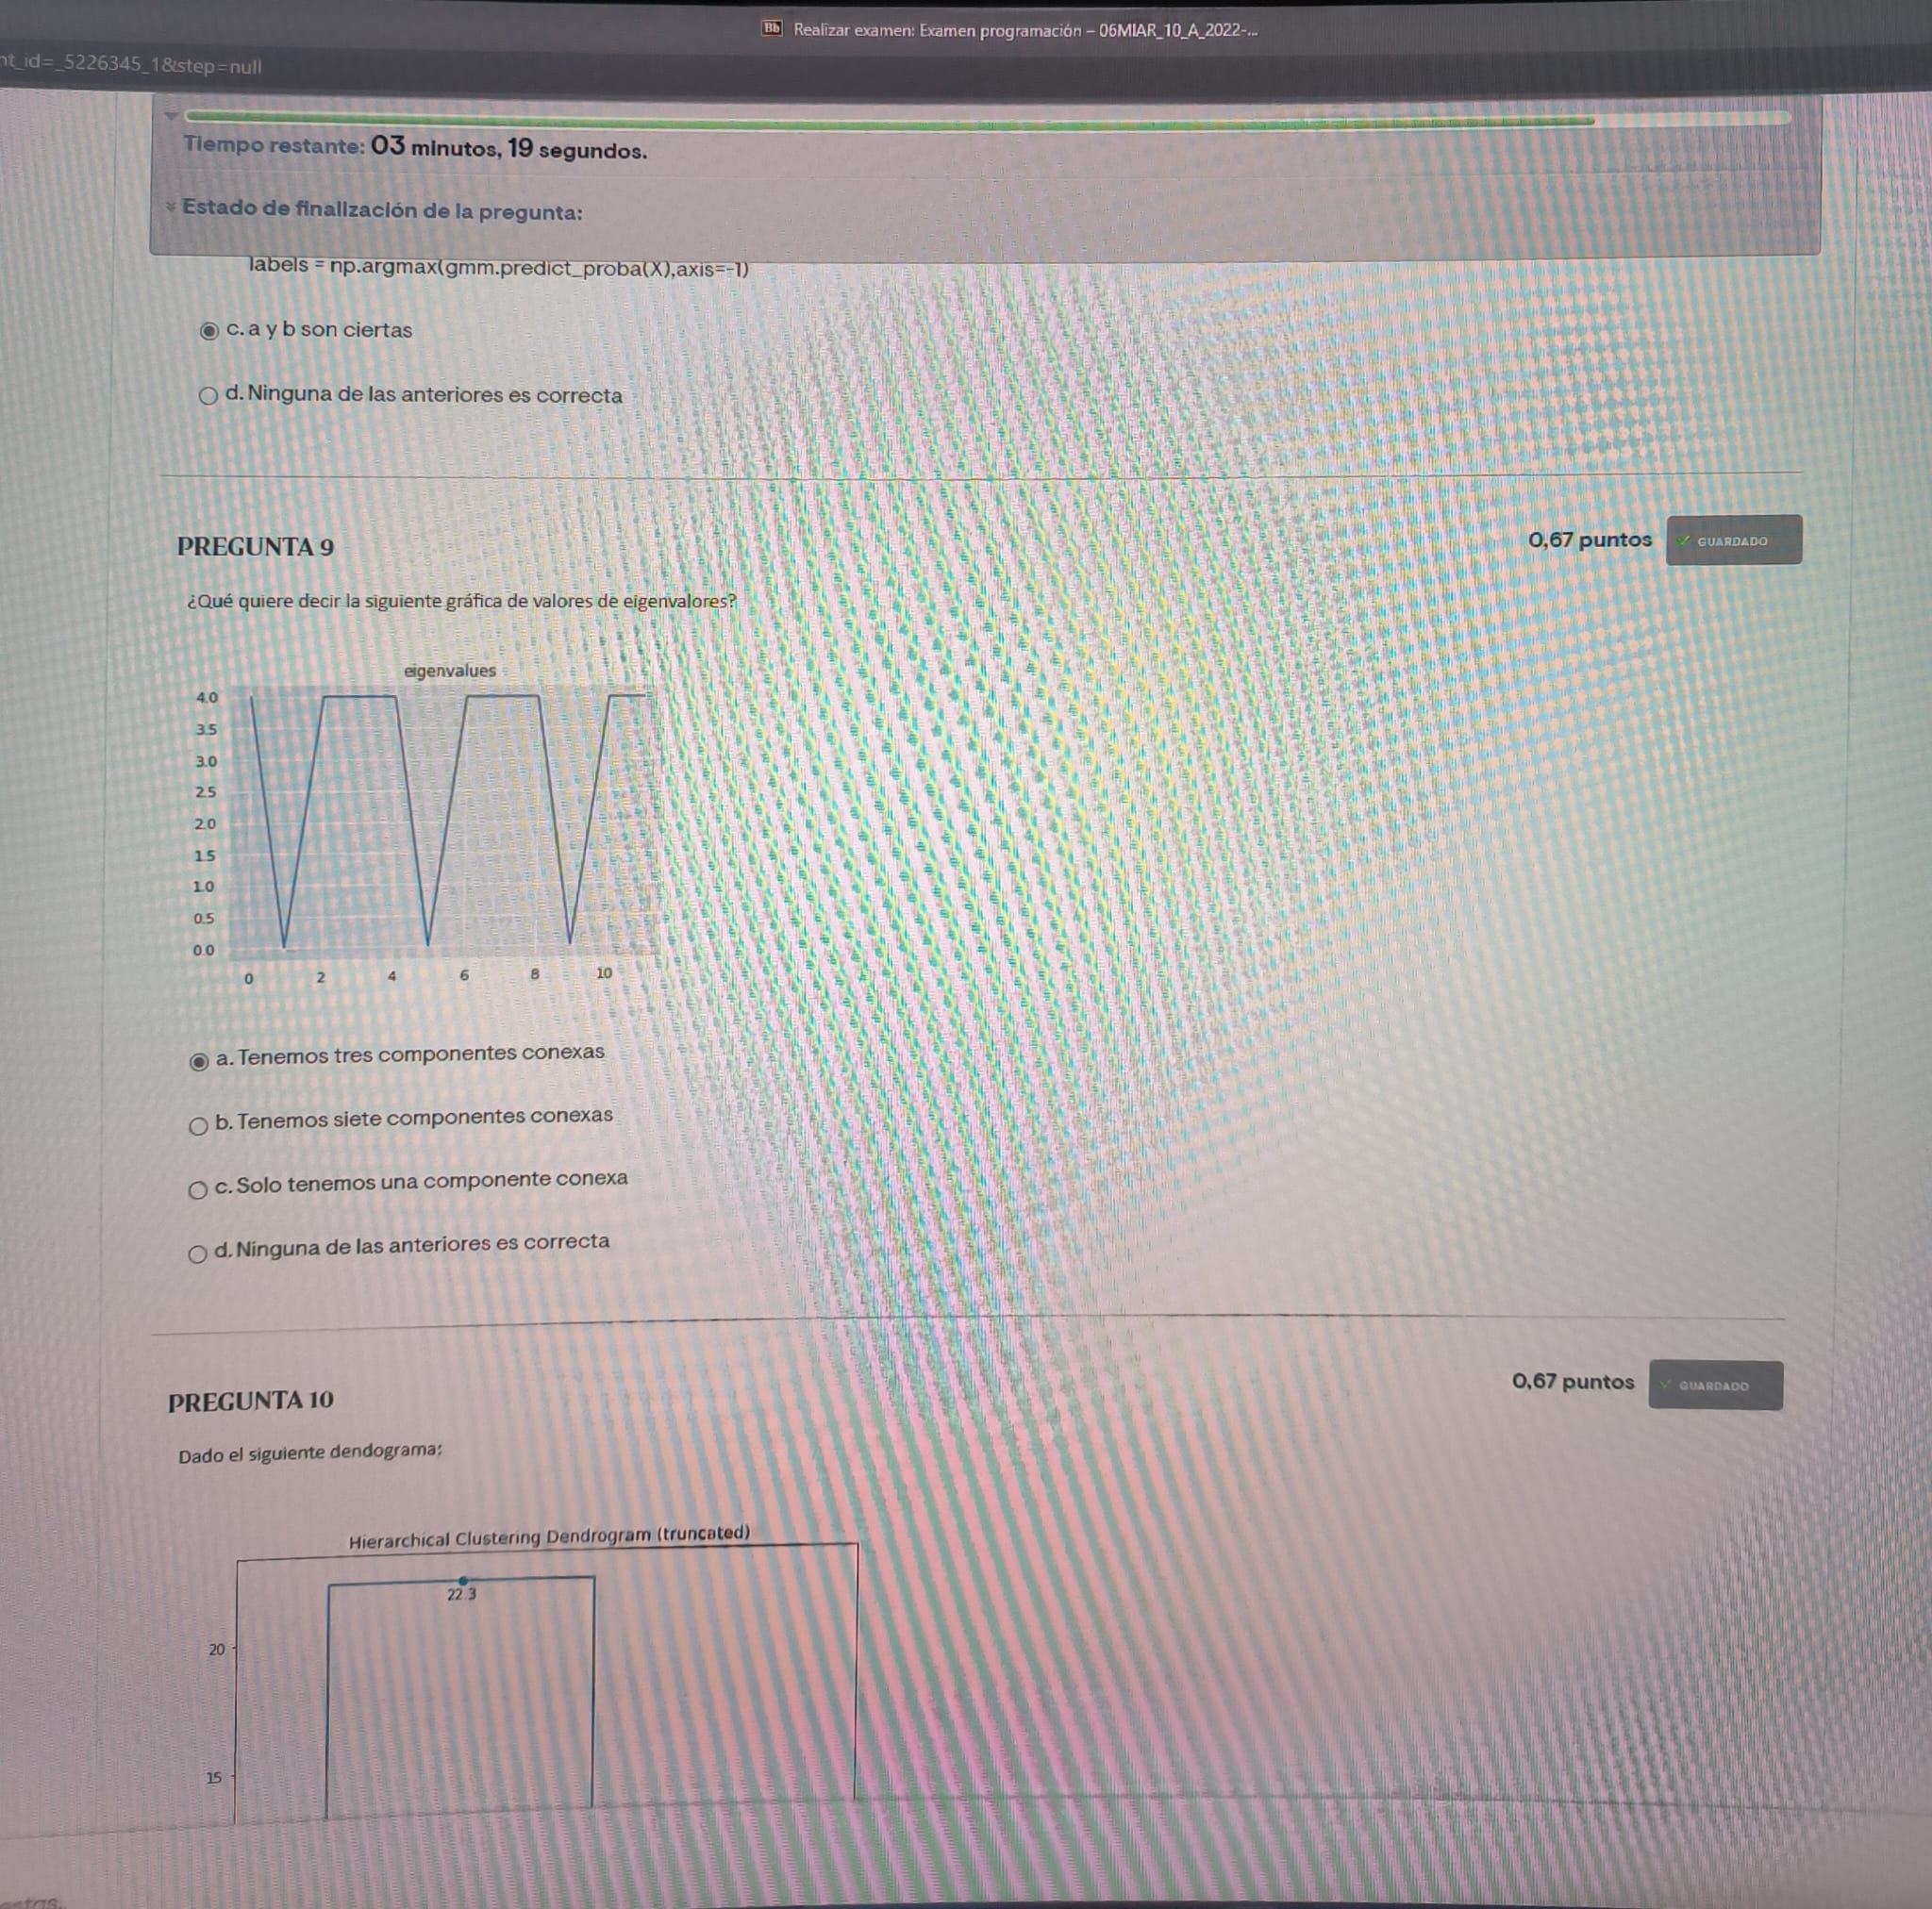 Bb Realizar examen: Examen programación – 06MIAR_10_A_2022-...
nt_id=_5226345_1&step=null
Tiempo restante: 03 minutos, 19 segundos.
Estado de finalización de la pregunta:
labels = np.argmax(gmm.predict_proba(X),axis=-1)
c. a y b son ciertas
d. Ninguna de las anteriores es correcta
PREGUNTA 9
0,67 puntos
GUARDADO
¿Qué quiere decir la siguiente gráfica de valores de eigenvalores?
eigenvalues
4.0
3.5
3.0
2.5
2.0
1.5
1.0
0.5
0.0
0 2 4 6 8 10
a. Tenemos tres componentes conexas
b. Tenemos siete componentes conexas
c. Solo tenemos una componente conexa
d. Ninguna de las anteriores es correcta
PREGUNTA 10
0,67 puntos
GUARDADO
Dado el siguiente dendograma:
Hierarchical Clustering Dendrogram (truncated)
22.3
20
15